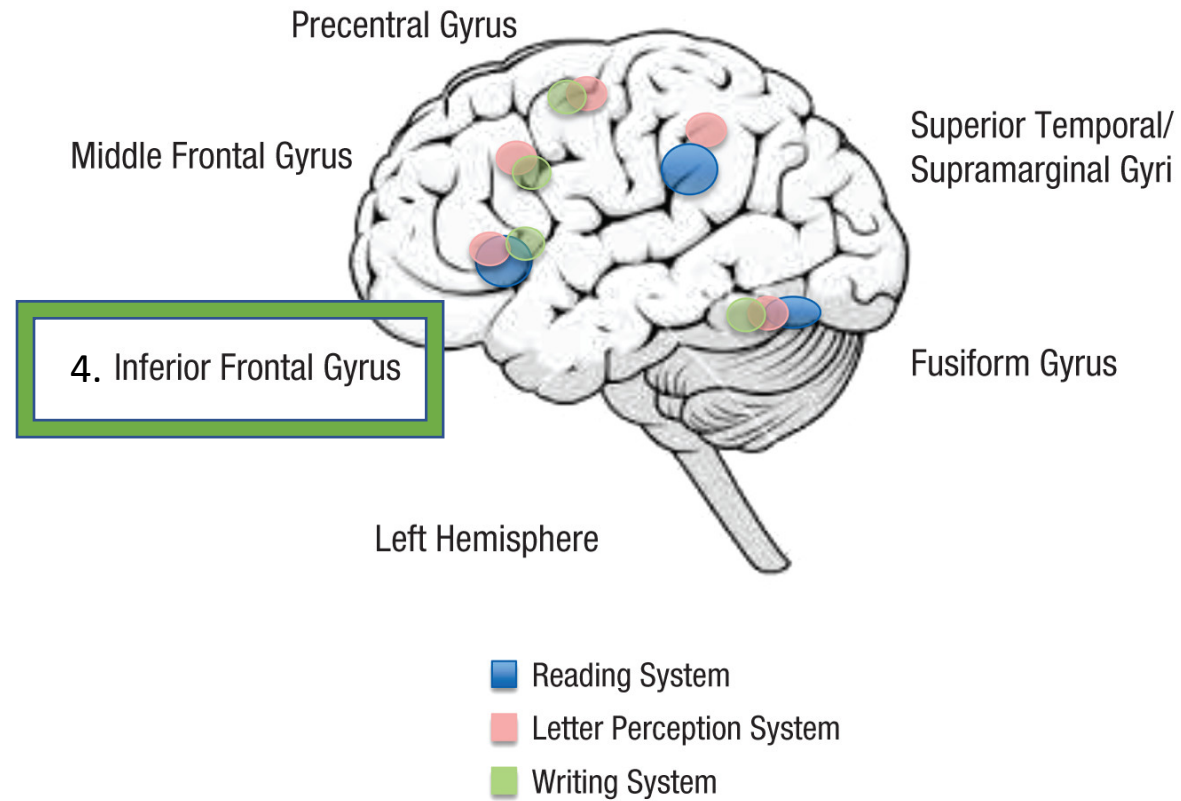 Precentral Gyrus
Middle Frontal Gyrus
Superior Temporal/
Supramarginal Gyri
4. Inferior Frontal Gyrus
Fusiform Gyrus
Left Hemisphere
Reading System
Letter Perception System
Writing System